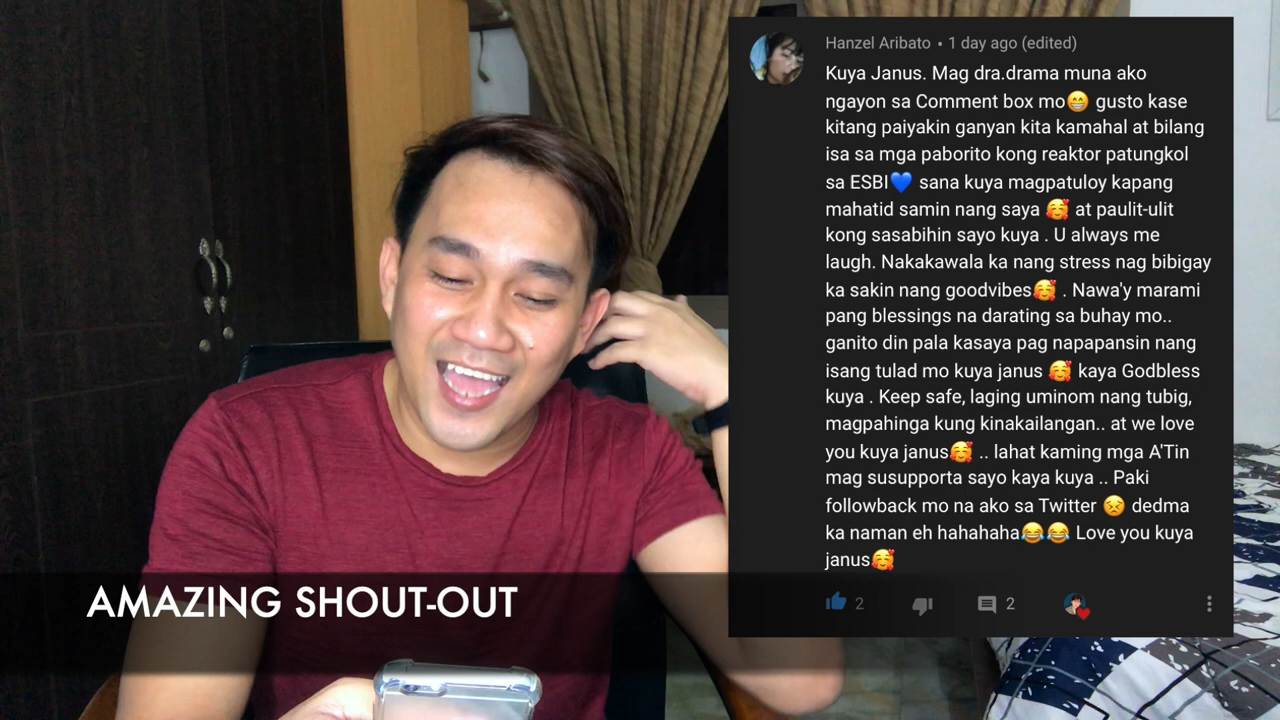 Hanzel Aribato • 1 day ago (edited)
Kuya Janus. Mag dra.drama muna ako
ngayon sa Comment box mo😁 gusto kase
kitang paiyakin ganyan kita kamahal at bilang
isa sa mga paborito kong reaktor patungkol
sa ESBI💙 sana kuya magpatuloy kapang
mahatid samin nang saya 🥰 at paulit-ulit
kong sasabihin sayo kuya . U always me
laugh. Nakakawala ka nang stress nag bibigay
ka sakin nang goodvibes🥰 . Nawa'y marami
pang blessings na darating sa buhay mo..
ganito din pala kasaya pag napapansin nang
isang tulad mo kuya janus 🥰 kaya Godbless
kuya . Keep safe, laging uminom nang tubig,
magpahinga kung kinakailangan.. at we love
you kuya janus🥰 .. lahat kaming mga A'Tin
mag susupporta sayo kaya kuya .. Paki
followback mo na ako sa Twitter 😣 dedma
ka naman eh hahahaha😂😂 Love you kuya
janus🥰
2 2
AMAZING SHOUT-OUT